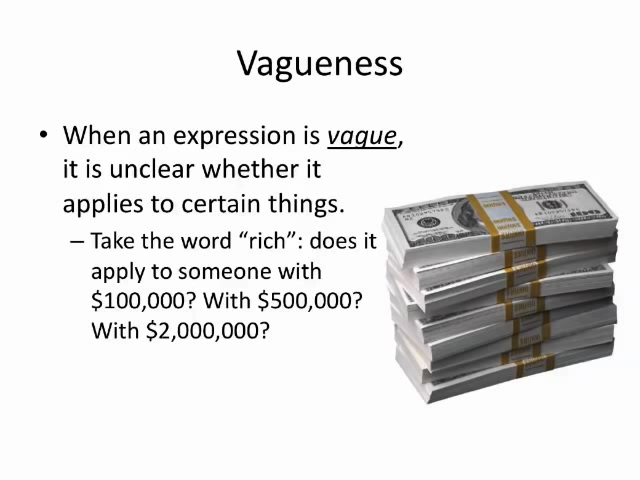 Vagueness
• When an expression is vague,
it is unclear whether it
applies to certain things.
– Take the word “rich”: does it
apply to someone with
$100,000? With $500,000?
With $2,000,000?
100